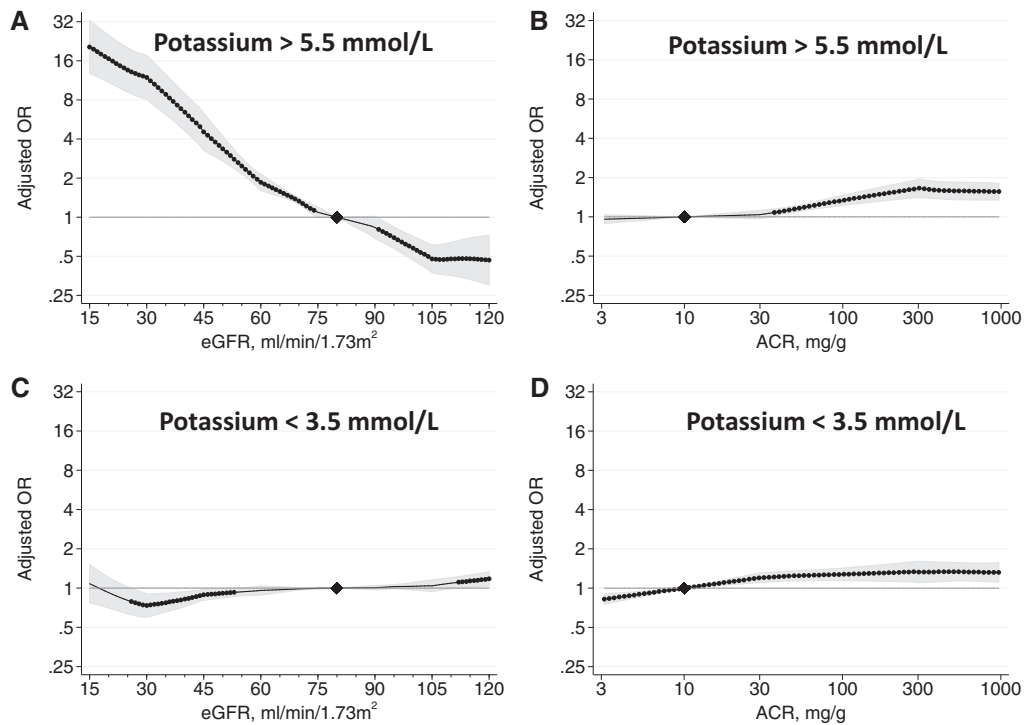 A
Potassium > 5.5 mmol/L
Adjusted OR
32
16
8
4
2
1
.5
.25
15 30 45 60 75 90 105 120
eGFR, ml/min/1.73m²
B
Potassium > 5.5 mmol/L
Adjusted OR
32
16
8
4
2
1
.5
.25
3 10 30 100 300 1000
ACR, mg/g
C
Potassium < 3.5 mmol/L
Adjusted OR
32
16
8
4
2
1
.5
.25
15 30 45 60 75 90 105 120
eGFR, ml/min/1.73m²
D
Potassium < 3.5 mmol/L
Adjusted OR
32
16
8
4
2
1
.5
.25
3 10 30 100 300 1000
ACR, mg/g